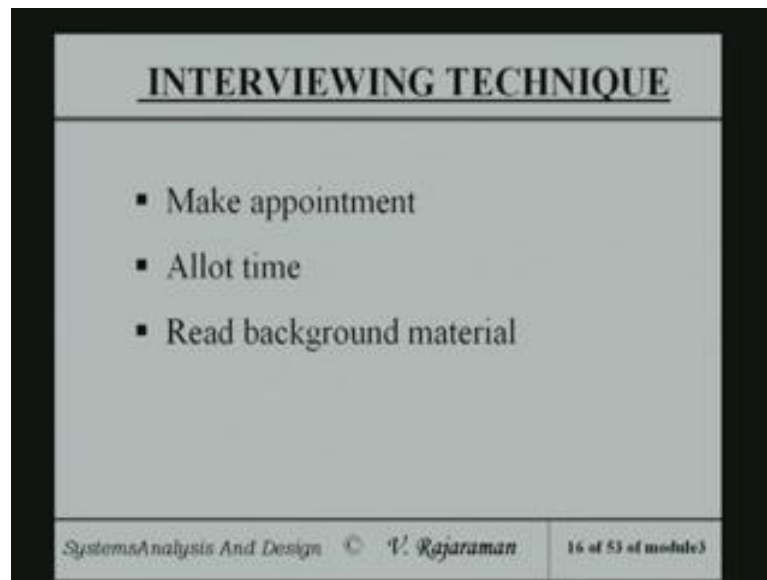 INTERVIEWING TECHNIQUE
▪ Make appointment
▪ Allot time
▪ Read background material
SystemsAnalysis And Design © V. Rajaraman 16 of 53 of module3